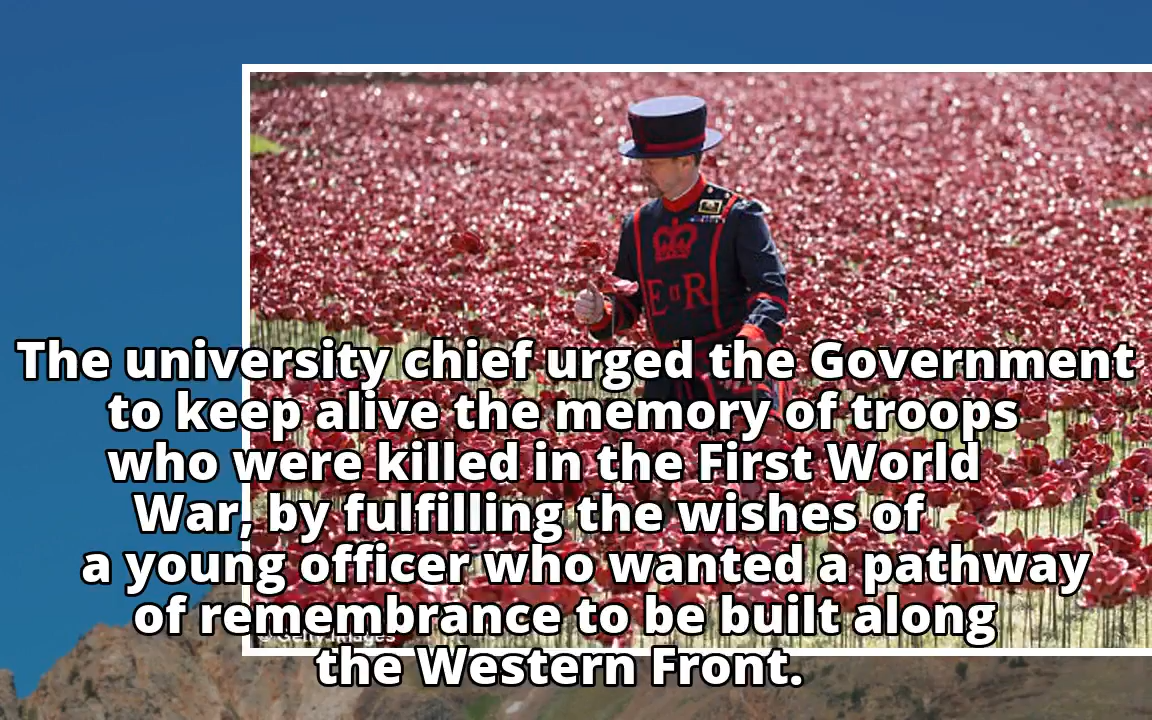 E II R
The university chief urged the Government
to keep alive the memory of troops
who were killed in the First World
War, by fulfilling the wishes of
a young officer who wanted a pathway
of remembrance to be built along
the Western Front.